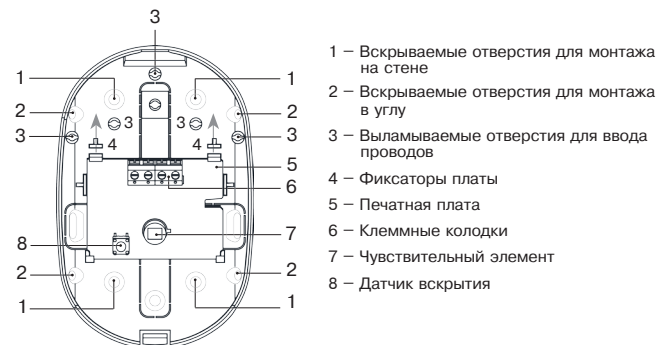 3
1 1
2 2
3 3 3 3
4 4
5
6
7
8
2 2
1 1
1 – Вскрываемые отверстия для монтажа
на стене
2 – Вскрываемые отверстия для монтажа
в углу
3 – Выламываемые отверстия для ввода
проводов
4 – Фиксаторы платы
5 – Печатная плата
6 – Клеммные колодки
7 – Чувствительный элемент
8 – Датчик вскрытия